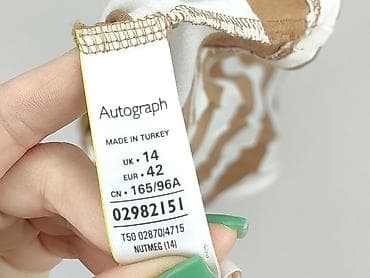 Autograph
MADE IN TURKEY
UK • 14
EUR • 42
CN • 165/96A
02982151
T50 02870/4715
NUTMEG (14)